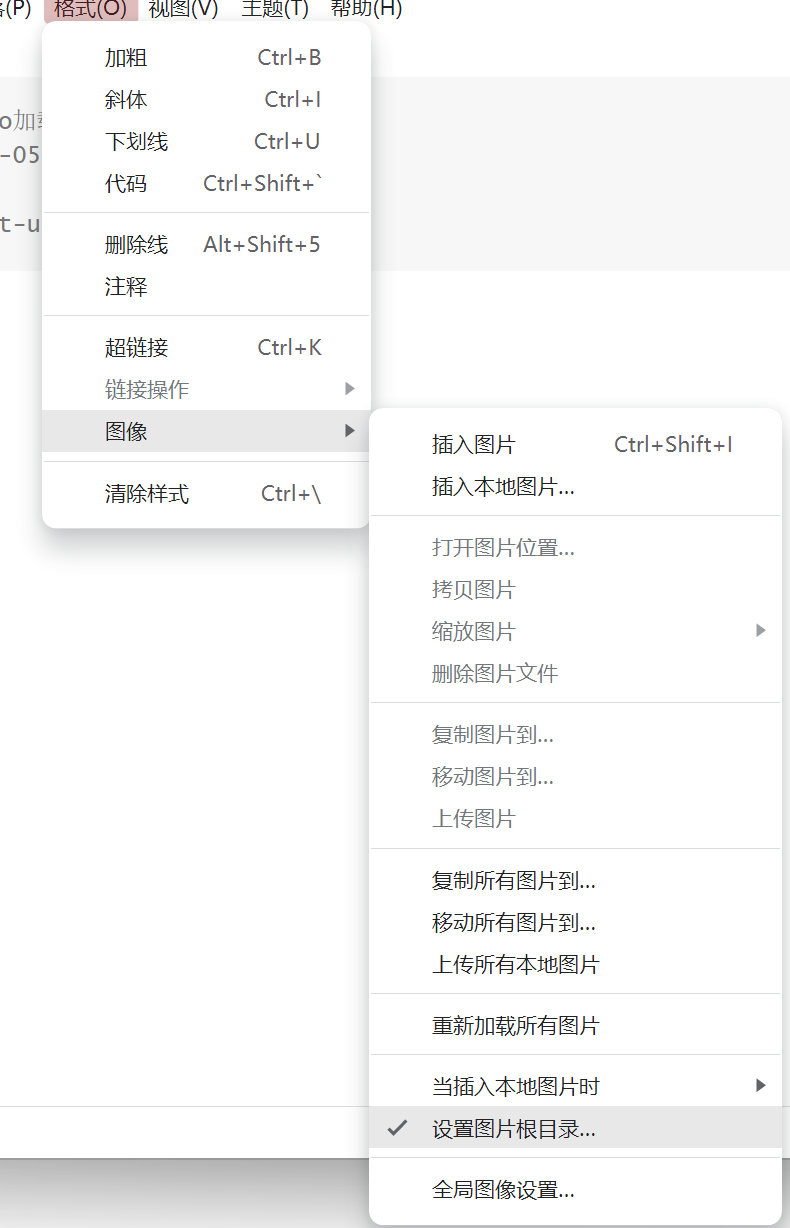 (P) 格式(O) 视图(V) 主题(T) 帮助(H)
加粗 Ctrl+B
斜体 Ctrl+I
下划线 Ctrl+U
代码 Ctrl+Shift+`
删除线 Alt+Shift+5
注释
超链接 Ctrl+K
链接操作
图像
清除样式 Ctrl+\
o加
-05
t-u
插入图片 Ctrl+Shift+I
插入本地图片...
打开图片位置...
拷贝图片
缩放图片
删除图片文件
复制图片到...
移动图片到...
上传图片
复制所有图片到...
移动所有图片到...
上传所有本地图片
重新加载所有图片
当插入本地图片时
设置图片根目录...
全局图像设置...